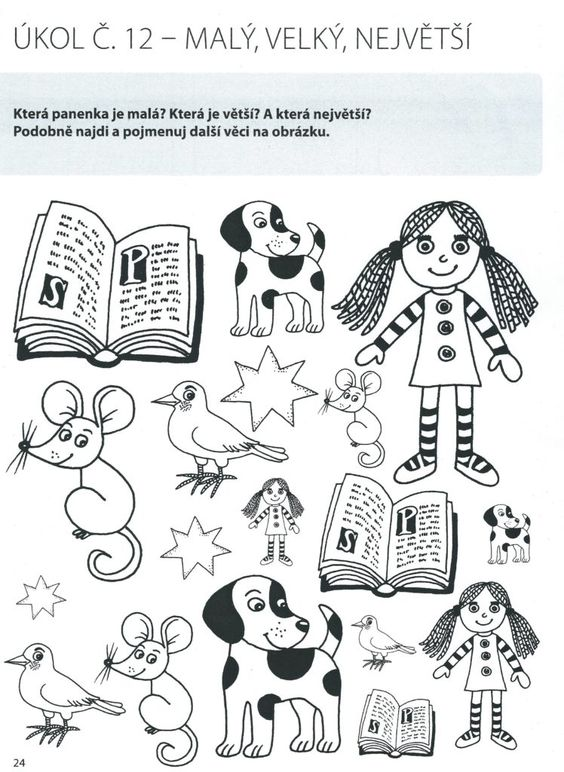 ÚKOL Č. 12 – MALÝ, VELKÝ, NEJVĚTŠÍ
Která panenka je malá? Která je větší? A která největší?
Podobně najdi a pojmenuj další věci na obrázku.
S P
S P
S P
24